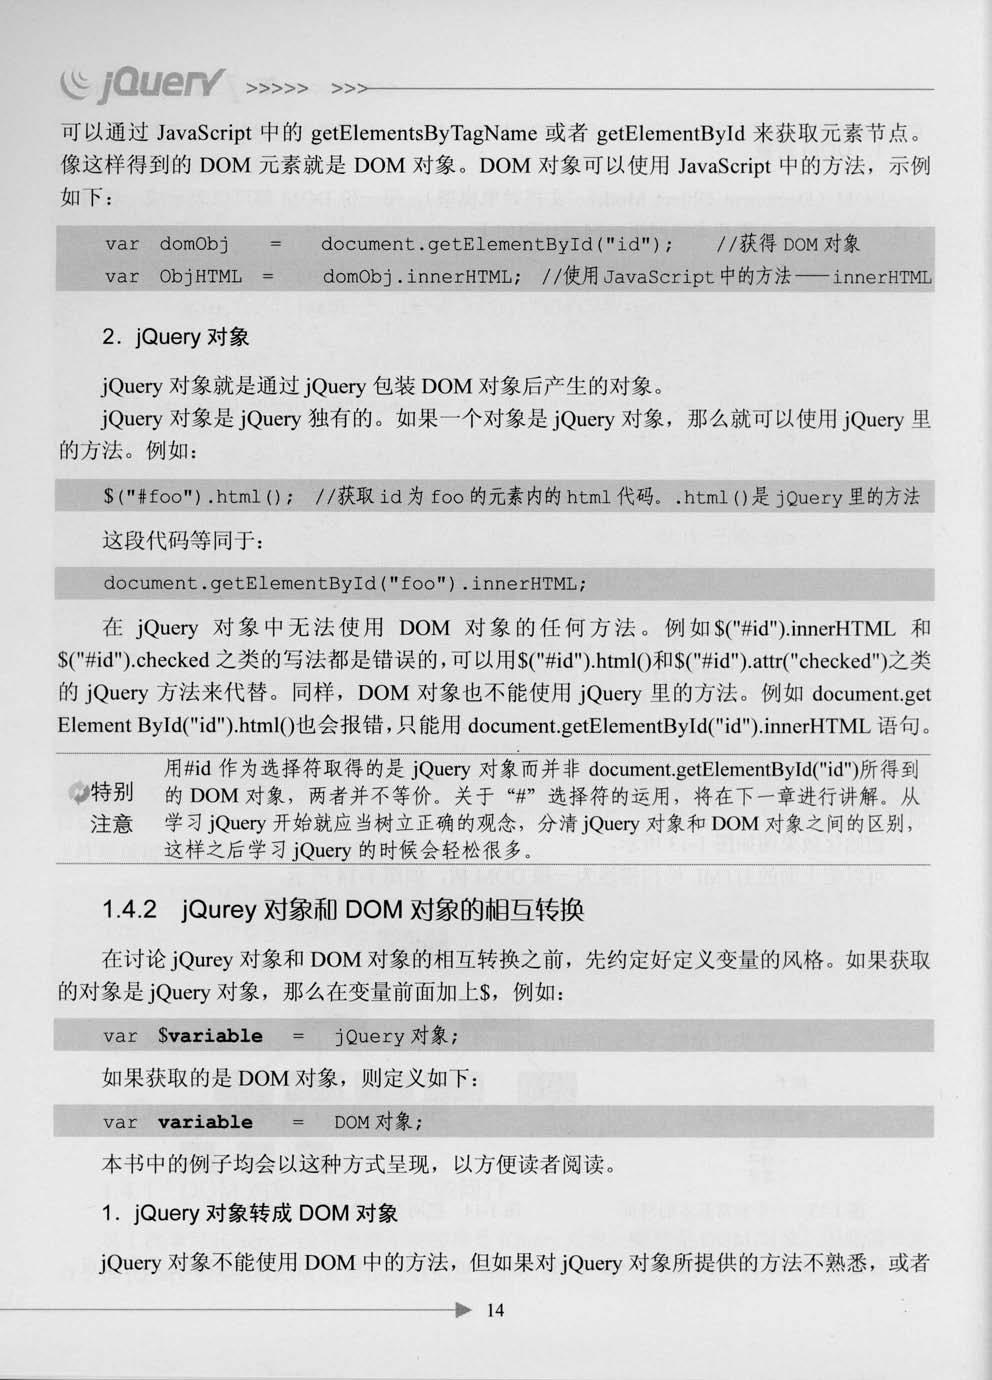 jQuery >>>>> >>>
可以通过 JavaScript 中的 getElementsByTagName 或者 getElementById 来获取元素节点。
像这样得到的 DOM 元素就是 DOM 对象。DOM 对象可以使用 JavaScript 中的方法，示例
如下：
var domObj = document.getElementById("id"); //获得 DOM 对象
var ObjHTML = domObj.innerHTML; //使用 JavaScript 中的方法——innerHTML
2．jQuery 对象
jQuery 对象就是通过 jQuery 包装 DOM 对象后产生的对象。
jQuery 对象是 jQuery 独有的。如果一个对象是 jQuery 对象，那么就可以使用 jQuery 里
的方法。例如：
$("#foo").html(); //获取 id 为 foo 的元素内的 html 代码。.html()是 jQuery 里的方法
这段代码等同于：
document.getElementById("foo").innerHTML;
在 jQuery 对象中无法使用 DOM 对象的任何方法。例如$("#id").innerHTML 和
$("#id").checked 之类的写法都是错误的，可以用$("#id").html()和$("#id").attr("checked")之类
的 jQuery 方法来代替。同样，DOM 对象也不能使用 jQuery 里的方法。例如 document.get
Element ById("id").html()也会报错，只能用 document.getElementById("id").innerHTML 语句。
特别
注意
用#id 作为选择符取得的是 jQuery 对象而并非 document.getElementById("id")所得到
的 DOM 对象，两者并不等价。关于“#”选择符的运用，将在下一章进行讲解。从
学习 jQuery 开始就应当树立正确的观念，分清 jQuery 对象和 DOM 对象之间的区别，
这样之后学习 jQuery 的时候会轻松很多。
1.4.2 jQurey 对象和 DOM 对象的相互转换
在讨论 jQurey 对象和 DOM 对象的相互转换之前，先约定好定义变量的风格。如果获取
的对象是 jQuery 对象，那么在变量前面加上$，例如：
var $variable = jQuery 对象;
如果获取的是 DOM 对象，则定义如下：
var variable = DOM 对象;
本书中的例子均会以这种方式呈现，以方便读者阅读。
1．jQuery 对象转成 DOM 对象
jQuery 对象不能使用 DOM 中的方法，但如果对 jQuery 对象所提供的方法不熟悉，或者
14